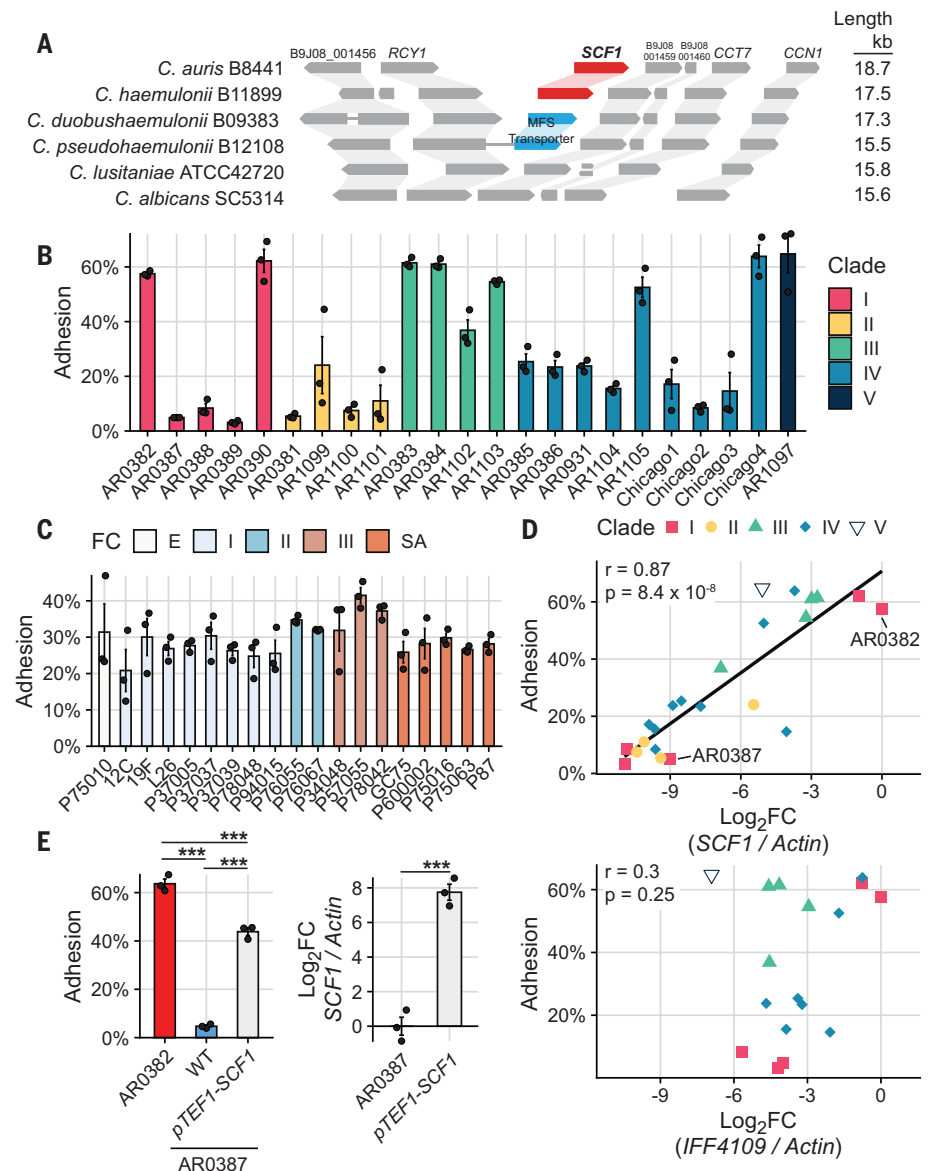 A
Length
kb
B9J08_001456
RCY1
SCF1
B9J08 001459
B9J08 001460
CCT7
CCN1
C. auris B8441
18.7
C. haemulonii B11899
17.5
C. duobushaemulonii B09383
17.3
MFS
Transporter
C. pseudohaemulonii B12108
15.5
C. lusitaniae ATCC42720
15.8
C. albicans SC5314
15.6
B
Adhesion
60%
40%
20%
0%
AR0382
AR0387
AR0388
AR0389
AR0390
AR0381
AR1099
AR1100
AR1101
AR0383
AR0384
AR1102
AR1103
AR0385
AR0386
AR0931
AR1104
AR1105
Chicago1
Chicago2
Chicago3
Chicago4
AR1097
Clade
I
II
III
IV
V
C
FC E I II III SA
Adhesion
40%
30%
20%
10%
0%
P75010
12C
19F
L26
P37005
P37037
P37039
P78048
P94015
P76055
P76067
P34048
P57055
P78042
GC75
P60002
P75016
P75063
P87
D
Clade I II III IV V
r = 0.87
p = 8.4 x 10-8
Adhesion
60%
40%
20%
0%
AR0382
AR0387
-9 -6 -3 0
Log2FC
(SCF1 / Actin)
r = 0.3
p = 0.25
Adhesion
60%
40%
20%
0%
-9 -6 -3 0
Log2FC
(IFF4109 / Actin)
E
***
***
***
Adhesion
60%
40%
20%
0%
AR0382
WT
pTEF1-SCF1
AR0387
***
Log2FC
SCF1 / Actin
8
6
4
2
0
AR0387
pTEF1-SCF1